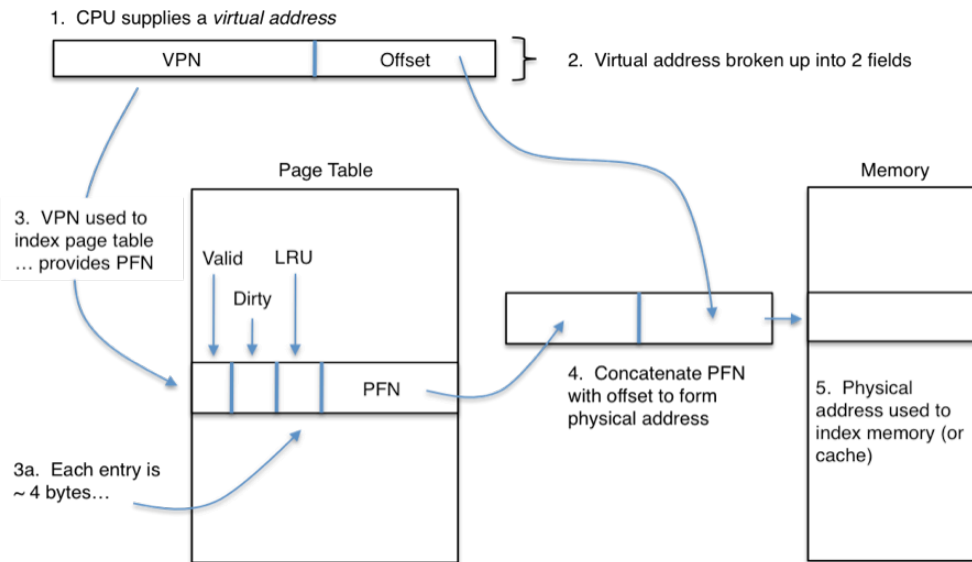 1. CPU supplies a virtual address
VPN
Offset
2. Virtual address broken up into 2 fields
Page Table
Memory
3. VPN used to
index page table
... provides PFN
Valid
LRU
Dirty
PFN
4. Concatenate PFN
with offset to form
physical address
5. Physical
address used to
index memory (or
cache)
3a. Each entry is
~ 4 bytes...